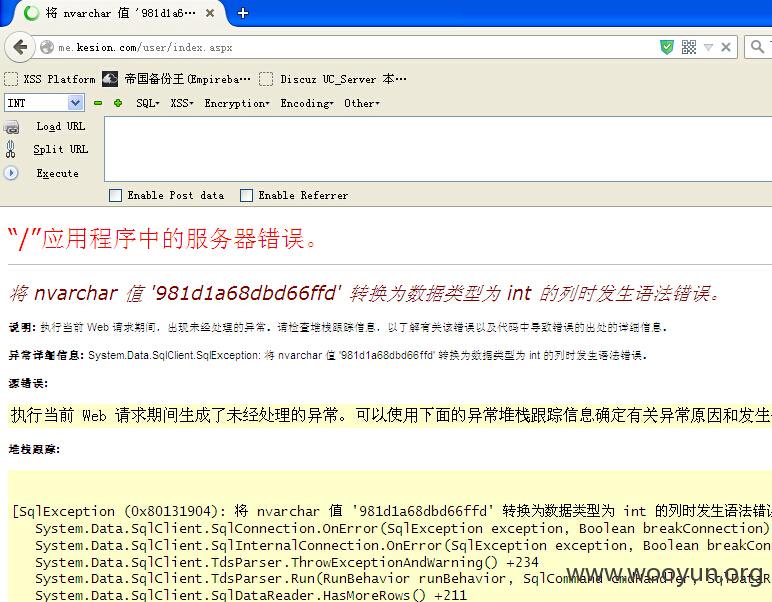 将 nvarchar 值 '981d1a6…
me.kesion.com/user/index.aspx
XSS Platform 帝国备份王(Empireba… Discuz UC_Server 本…
INT SQL▾ XSS▾ Encryption▾ Encoding▾ Other▾
Load URL
Split URL
Execute
Enable Post data Enable Referrer
“/”应用程序中的服务器错误。
将 nvarchar 值 '981d1a68dbd66ffd' 转换为数据类型为 int 的列时发生语法错误。
说明: 执行当前 Web 请求期间，出现未经处理的异常。请检查堆栈跟踪信息，以了解有关该错误以及代码中导致错误的出处的详细信息。
异常详细信息: System.Data.SqlClient.SqlException: 将 nvarchar 值 '981d1a68dbd66ffd' 转换为数据类型为 int 的列时发生语法错误。
源错误:
执行当前 Web 请求期间生成了未经处理的异常。可以使用下面的异常堆栈跟踪信息确定有关异常原因和发生
堆栈跟踪:
[SqlException (0x80131904): 将 nvarchar 值 '981d1a68dbd66ffd' 转换为数据类型为 int 的列时发生语法错误
System.Data.SqlClient.SqlConnection.OnError(SqlException exception, Boolean breakConnection)
System.Data.SqlClient.SqlInternalConnection.OnError(SqlException exception, Boolean breakConn
System.Data.SqlClient.TdsParser.ThrowExceptionAndWarning() +234
System.Data.SqlClient.TdsParser.Run(RunBehavior runBehavior, SqlCommand cmdHandler, SqlDataR
System.Data.SqlClient.SqlDataReader.HasMoreRows() +211
www.wooyun.org